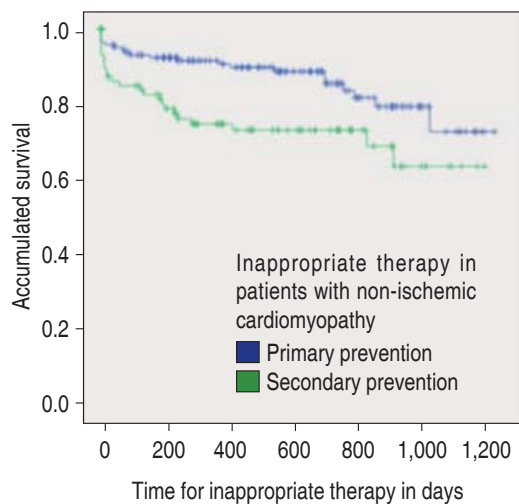 1.0
0.8
0.6
0.4
0.2
0.0
Accumulated survival
Inappropriate therapy in
patients with non-ischemic
cardiomyopathy
Primary prevention
Secondary prevention
0 200 400 600 800 1,000 1,200
Time for inappropriate therapy in days